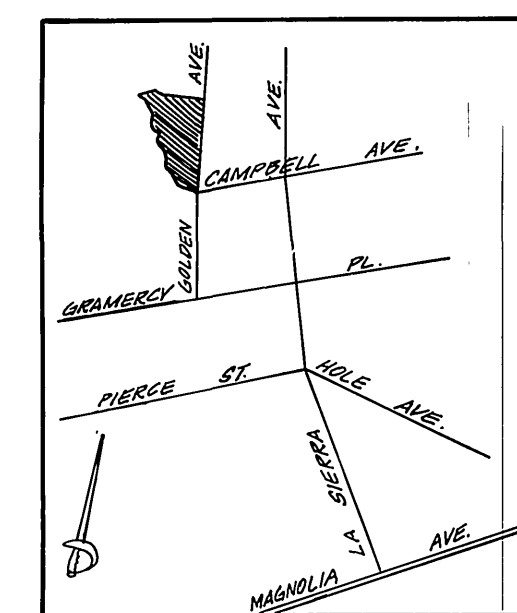 AVE.
AVE.
CAMPBELL AVE.
GOLDEN
GRAMERCY PL.
PIERCE ST.
HOLE AVE.
LA SIERRA
MAGNOLIA AVE.